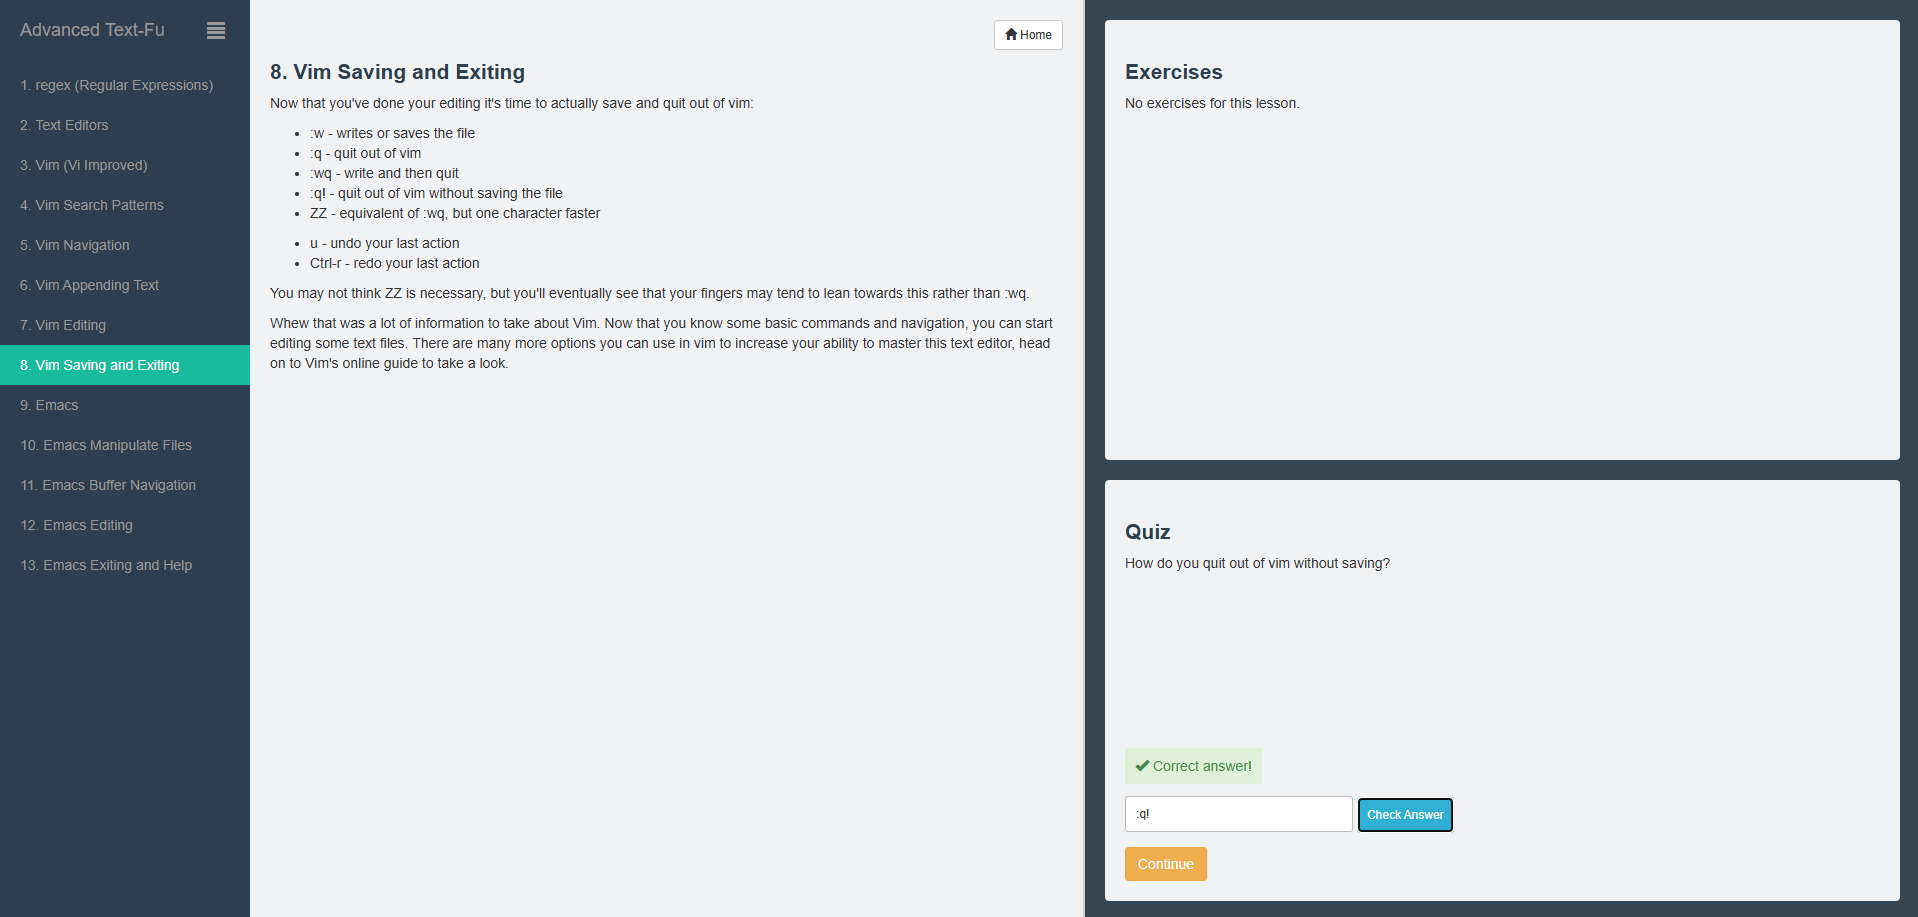 Advanced Text-Fu
1. regex (Regular Expressions)
2. Text Editors
3. Vim (Vi Improved)
4. Vim Search Patterns
5. Vim Navigation
6. Vim Appending Text
7. Vim Editing
8. Vim Saving and Exiting
9. Emacs
10. Emacs Manipulate Files
11. Emacs Buffer Navigation
12. Emacs Editing
13. Emacs Exiting and Help
Home
8. Vim Saving and Exiting
Now that you've done your editing it's time to actually save and quit out of vim:
• :w - writes or saves the file
• :q - quit out of vim
• :wq - write and then quit
• :q! - quit out of vim without saving the file
• ZZ - equivalent of :wq, but one character faster
• u - undo your last action
• Ctrl-r - redo your last action
You may not think ZZ is necessary, but you'll eventually see that your fingers may tend to lean towards this rather than :wq.
Whew that was a lot of information to take about Vim. Now that you know some basic commands and navigation, you can start
editing some text files. There are many more options you can use in vim to increase your ability to master this text editor, head
on to Vim's online guide to take a look.
Exercises
No exercises for this lesson.
Quiz
How do you quit out of vim without saving?
Correct answer!
:q!
Check Answer
Continue